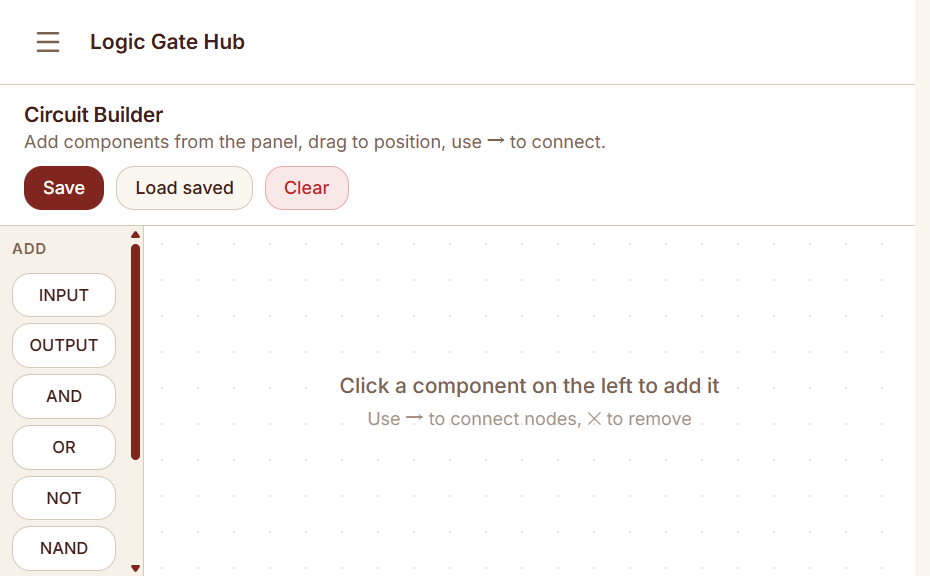 Logic Gate Hub
Circuit Builder
Add components from the panel, drag to position, use → to connect.
Save
Load saved
Clear
ADD
INPUT
OUTPUT
AND
OR
NOT
NAND
Click a component on the left to add it
Use → to connect nodes, × to remove